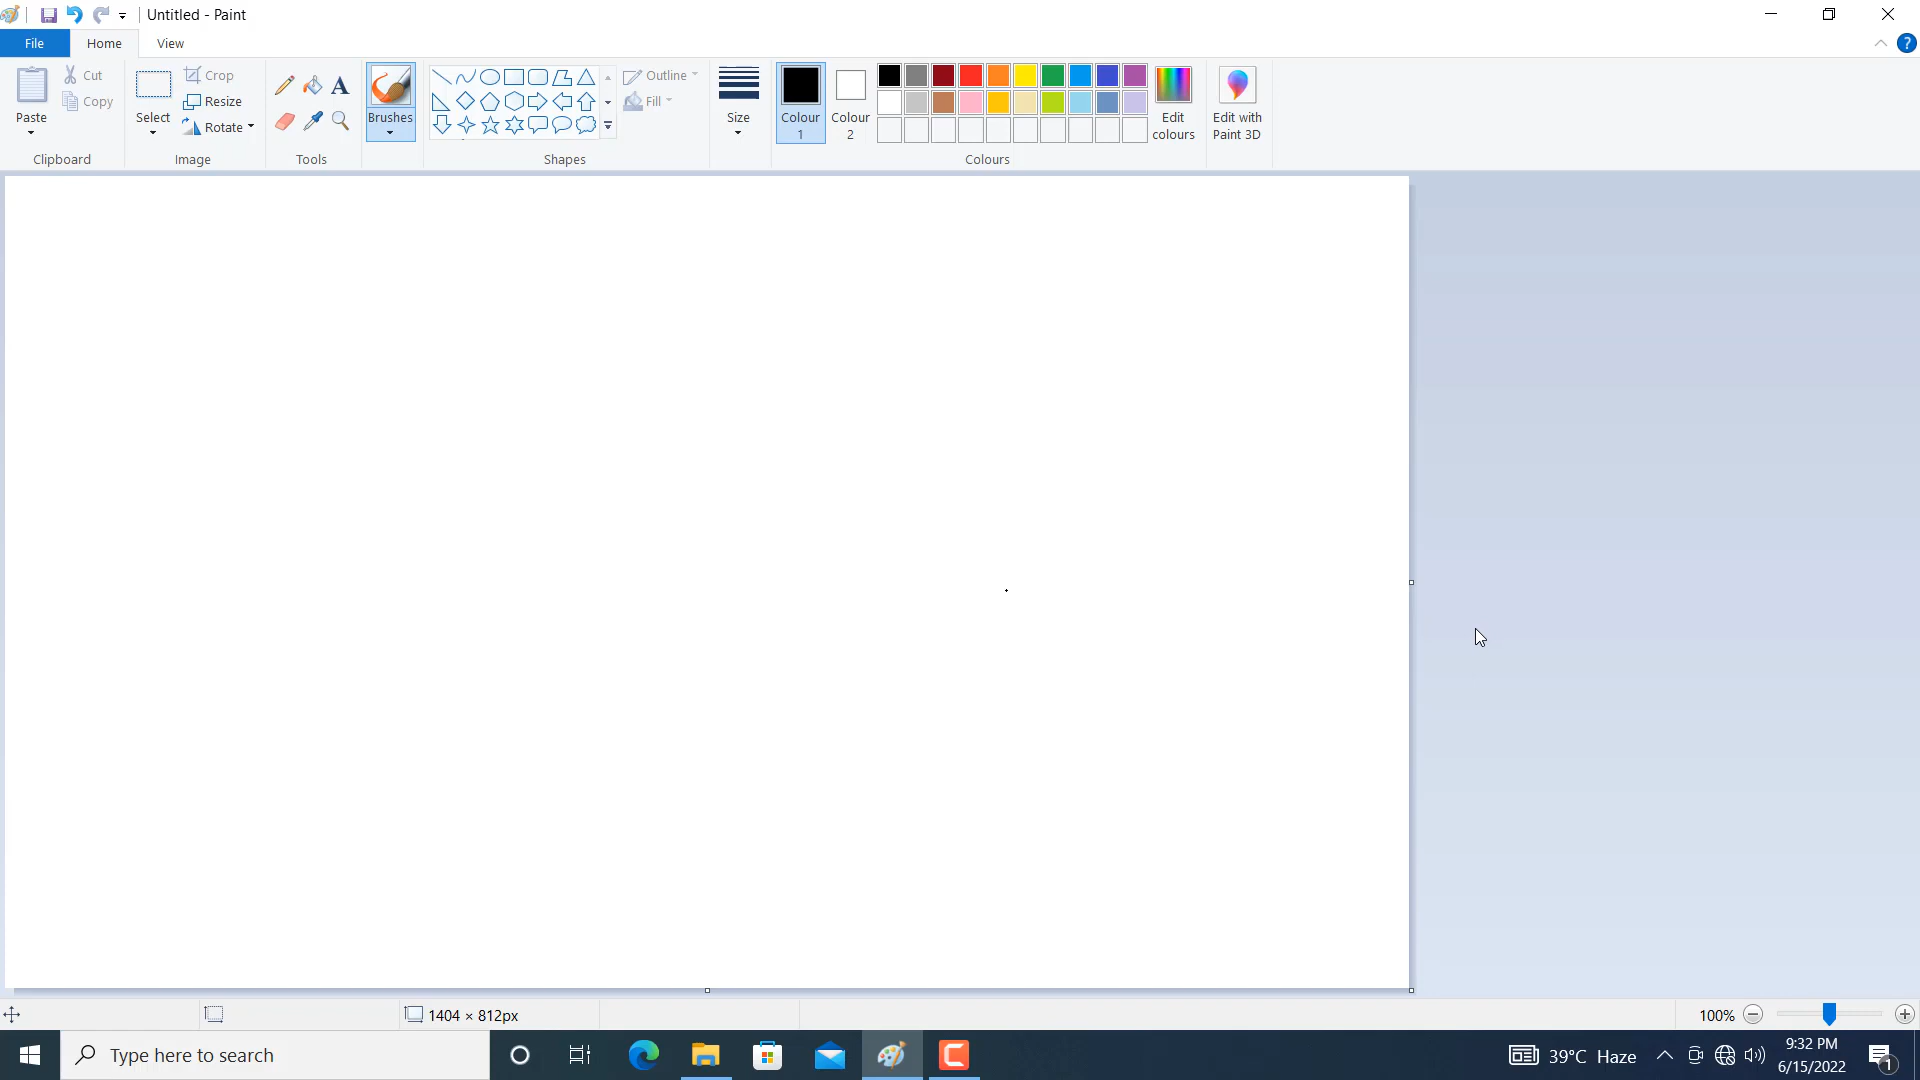 Untitled - Paint
File Home View ?
Paste
Cut
Copy
Clipboard
Select
Crop
Resize
Rotate
Image
A
Tools
Brushes
Outline
Fill
Shapes
Size
Colour
1
Colour
2
Edit
colours
Colours
Edit with
Paint 3D
1404 × 812px
100%
Type here to search
39°C Haze
9:32 PM
6/15/2022
1